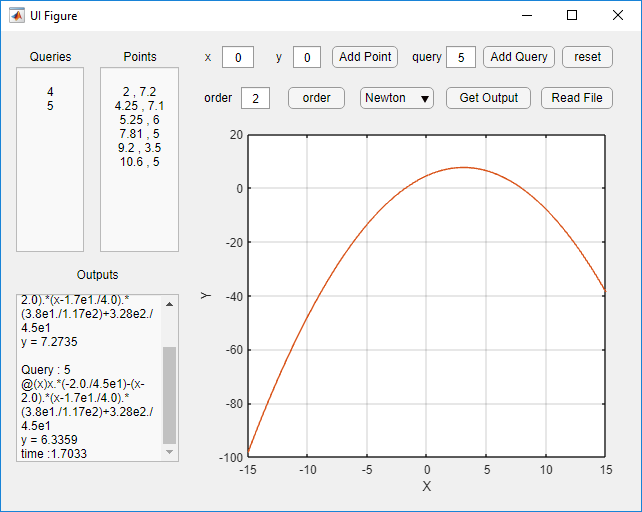 UI Figure
Queries
Points
x 0 y 0 Add Point query 5 Add Query reset
4
5
2 , 7.2
4.25 , 7.1
5.25 , 6
7.81 , 5
9.2 , 3.5
10.6 , 5
order 2 order Newton Get Output Read File
Outputs
2.0).*(x-1.7e1./4.0).*
(3.8e1./1.17e2)+3.28e2./
4.5e1
y = 7.2735
Query : 5
@(x)x.*(-2.0./4.5e1)-(x-
2.0).*(x-1.7e1./4.0).*
(3.8e1./1.17e2)+3.28e2./
4.5e1
y = 6.3359
time :1.7033
20
0
-20
-40
-60
-80
-100
Y
-15 -10 -5 0 5 10 15
X